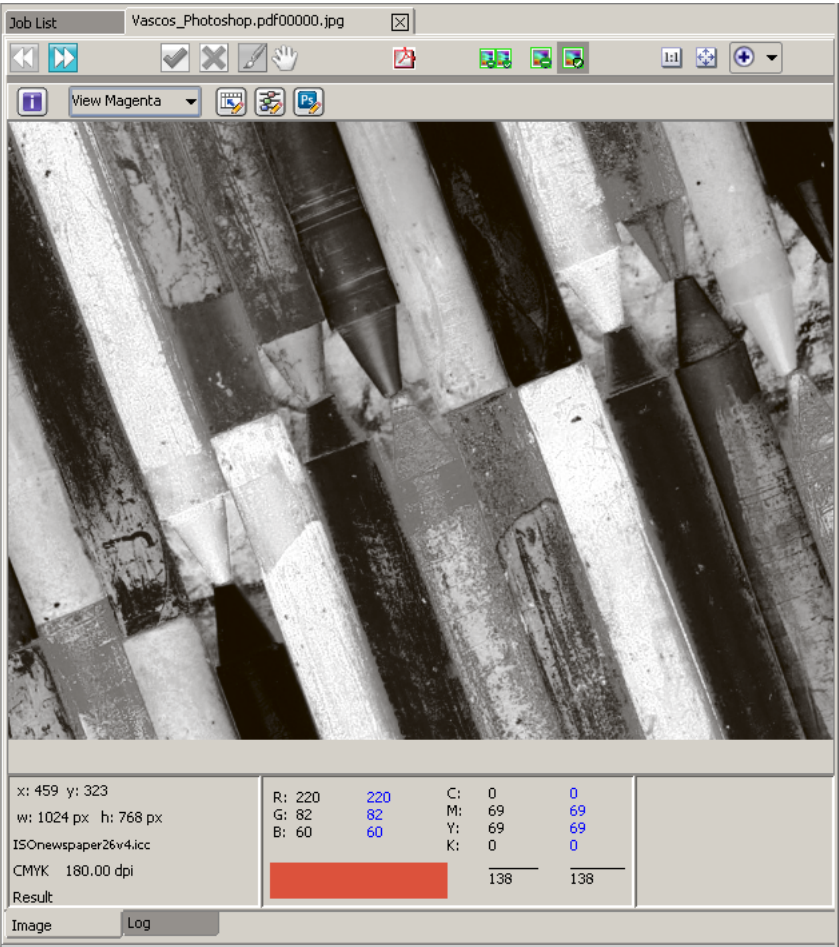 Job List
Vascos_Photoshop.pdf00000.jpg
1:1
i
View Magenta
Ps
x: 459 y: 323
w: 1024 px h: 768 px
ISOnewspaper26v4.icc
CMYK 180.00 dpi
Result
R: 220 220
G: 82 82
B: 60 60
C: 0 0
M: 69 69
Y: 69 69
K: 0 0
138 138
Image
Log